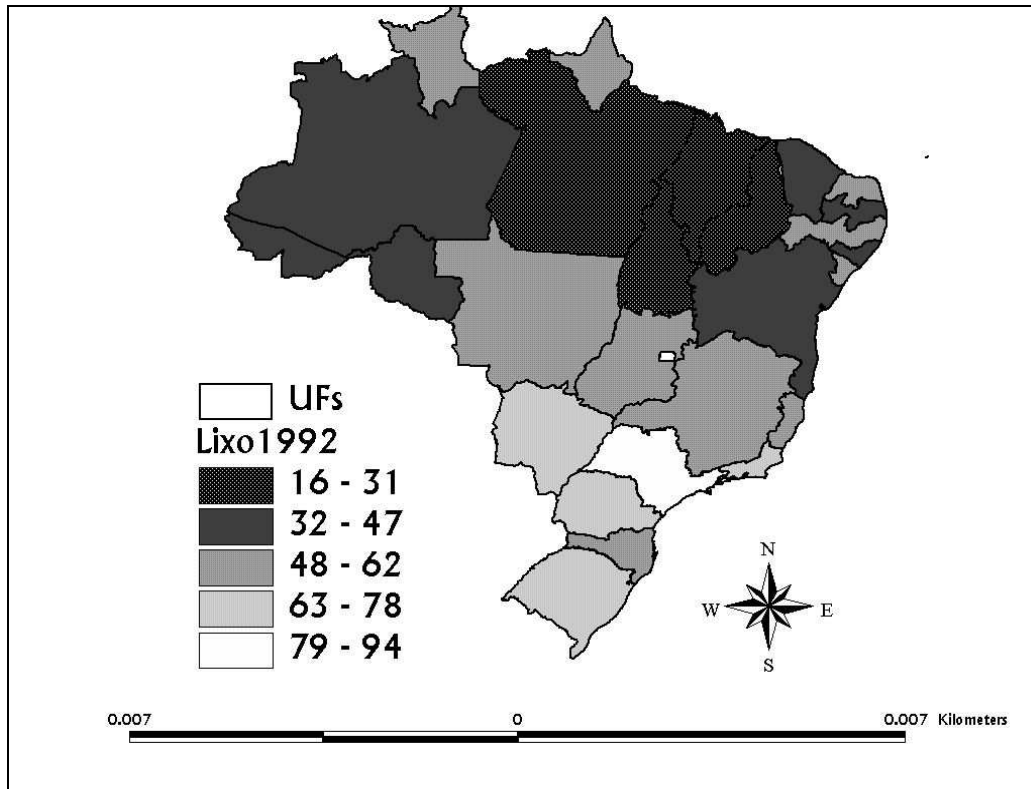 UFs
Lixo1992
16 - 31
32 - 47
48 - 62
63 - 78
79 - 94
N
W E
S
0.007 0 0.007 Kilometers